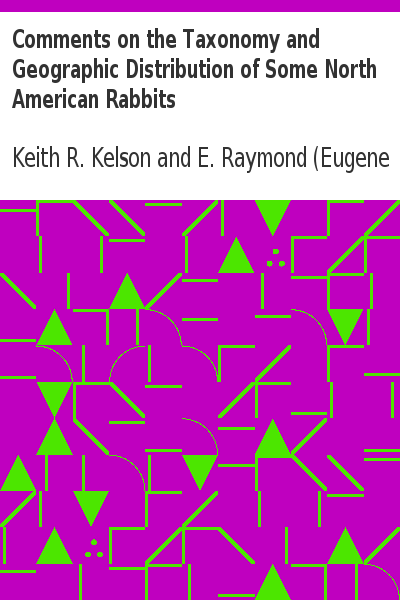 Comments on the Taxonomy and
Geographic Distribution of Some North
American Rabbits
Keith R. Kelson and E. Raymond (Eugene